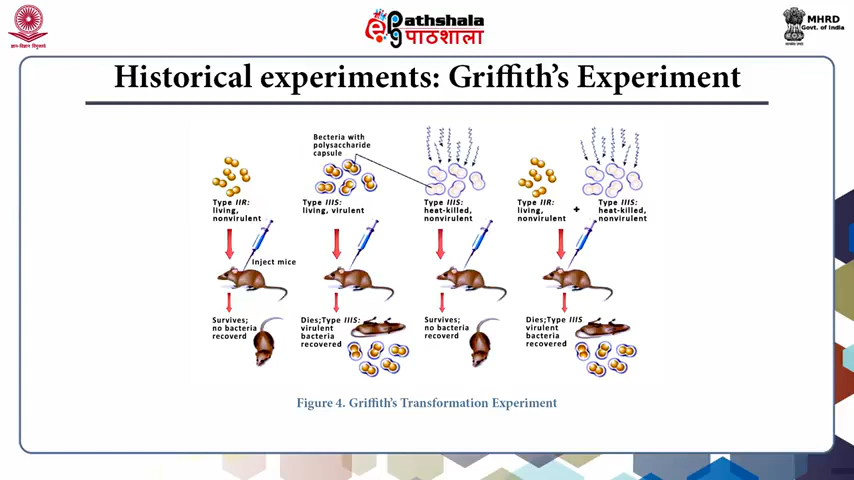 ज्ञान-विज्ञान विमुक्तये
ePathshala
पाठशाला
MHRD
Govt. of India
Historical experiments: Griffith's Experiment
Becteria with
polysaccharide
capsule
Type IIR:
living,
nonvirulent
Type IIIS:
living, virulent
Type IIIS:
heat-killed,
nonvirulent
Type IIR:
living,
nonvirulent
+
Type IIIS:
heat-killed,
nonvirulent
Inject mice
Survives;
no bacteria
recoverd
Dies;Type IIIS:
virulent
bacteria
recovered
Survives;
no bacteria
recoverd
Dies;Type IIIS
virulent
bacteria
recovered
Figure 4. Griffith's Transformation Experiment